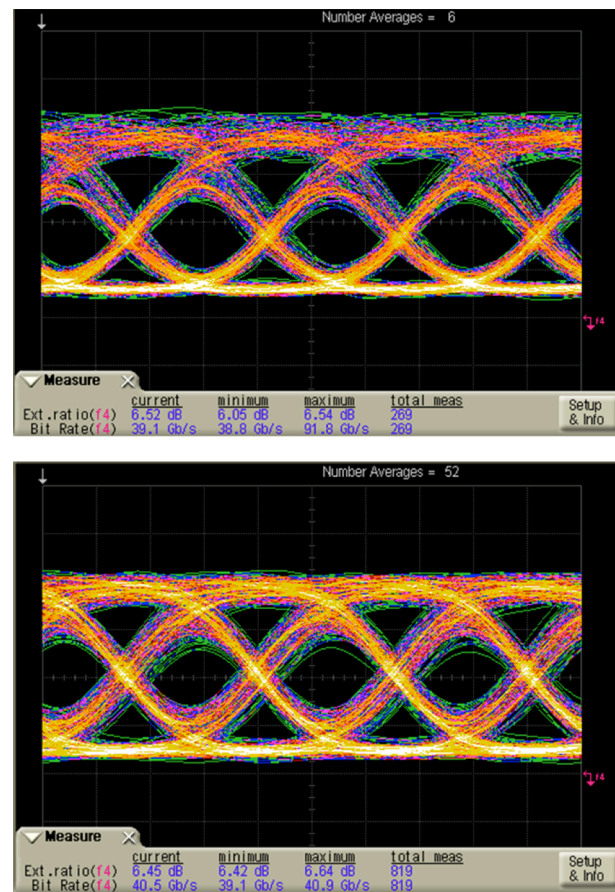 Number Averages = 6
f4
Measure
current minimum maximum total meas
Ext.ratio(f4) 6.52 dB 6.05 dB 6.54 dB 269
Bit Rate(f4) 39.1 Gb/s 38.8 Gb/s 91.8 Gb/s 269
Setup
& Info
Number Averages = 52
f4
Measure
current minimum maximum total meas
Ext.ratio(f4) 6.45 dB 6.42 dB 6.64 dB 819
Bit Rate(f4) 40.5 Gb/s 39.1 Gb/s 40.9 Gb/s 819
Setup
& Info